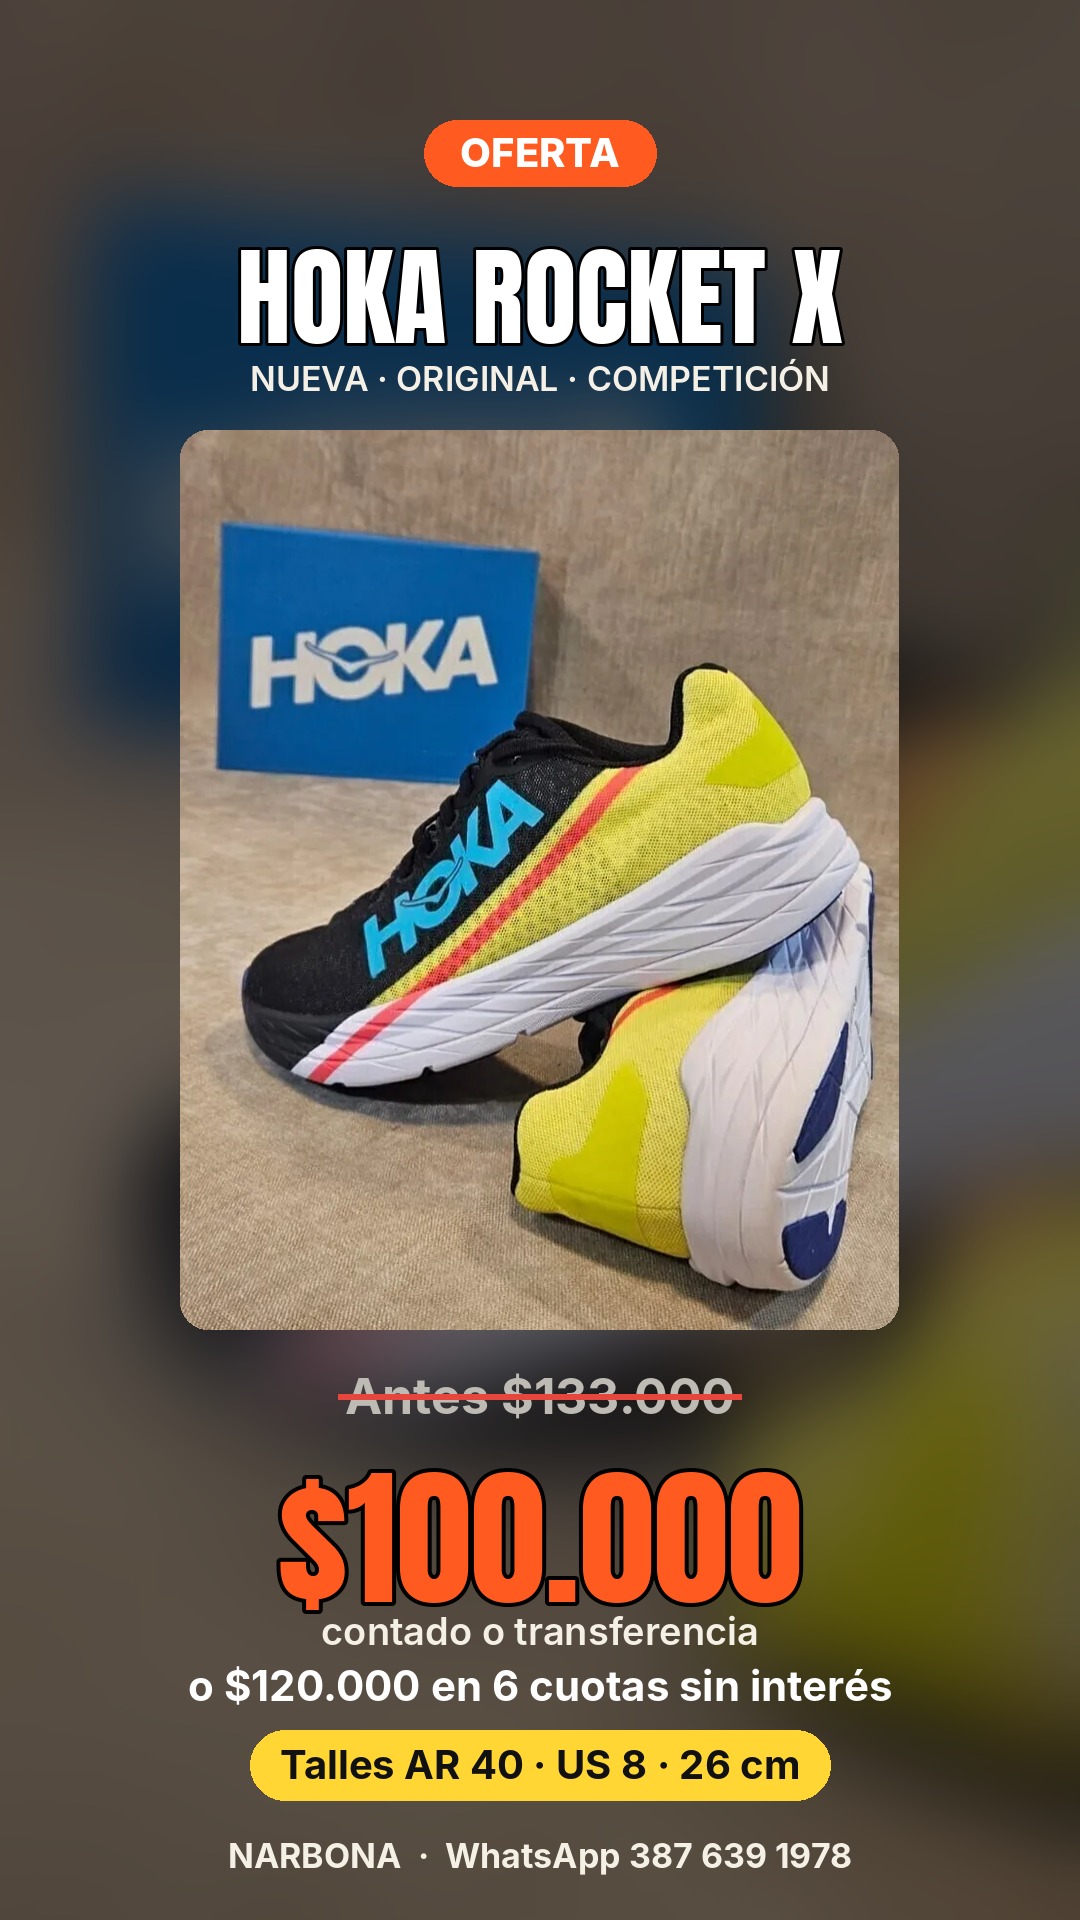 OFERTA
HOKA ROCKET X
NUEVA · ORIGINAL · COMPETICIÓN
HOKA
HOKA
Antes $133.000
$100.000
contado o transferencia
o $120.000 en 6 cuotas sin interés
Talles AR 40 · US 8 · 26 cm
NARBONA · WhatsApp 387 639 1978